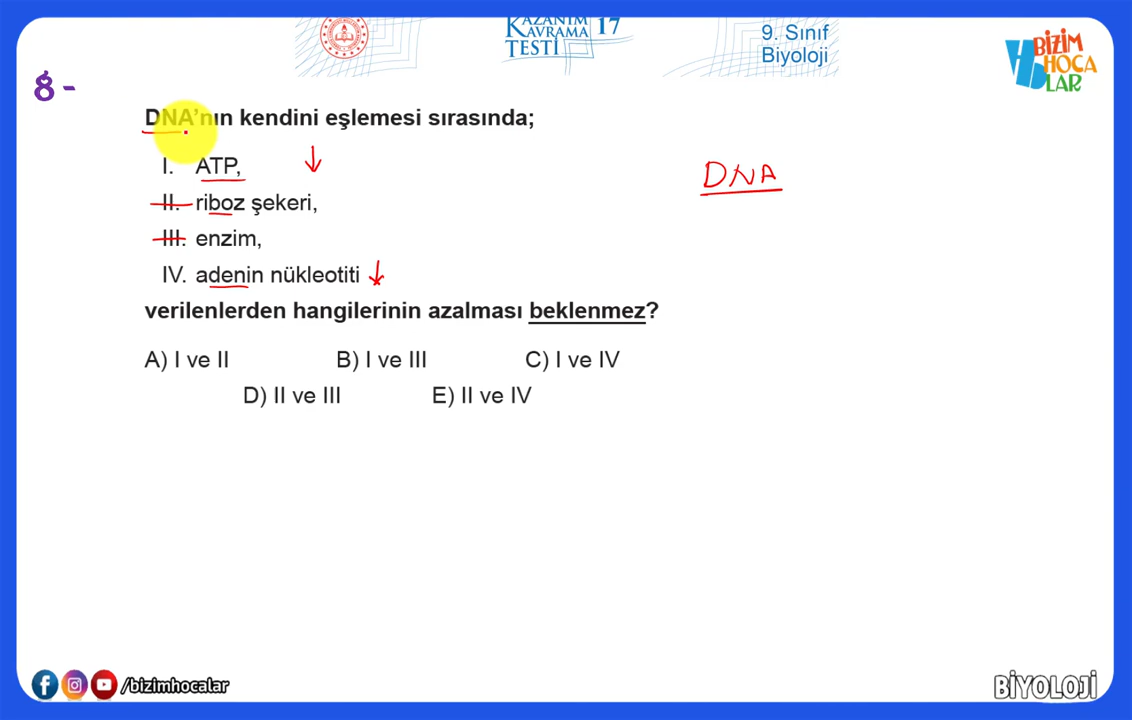 KAZANIM
KAVRAMA
TESTİ
17
9. Sınıf
Biyoloji
BİZİM
HOCA
LAR
8-
DNA'nın kendini eşlemesi sırasında;
I. ATP,
DNA
II. riboz şekeri,
III. enzim,
IV. adenin nükleotiti
verilenlerden hangilerinin azalması beklenmez?
A) I ve II B) I ve III C) I ve IV
D) II ve III E) II ve IV
/bizimhocalar
BİYOLOJİ